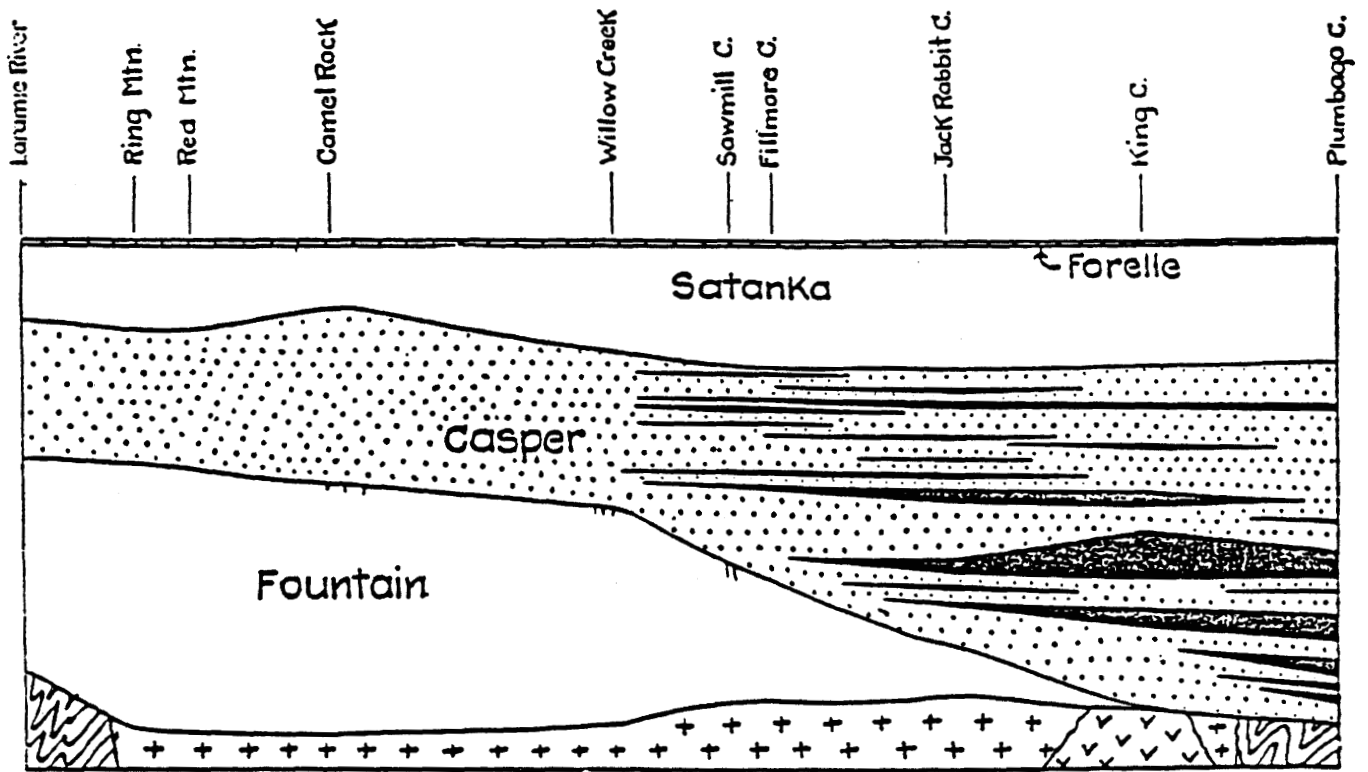 Laramie River
Ring Mtn.
Red Mtn.
Camel Rock
Willow Creek
Sawmill C.
Fillmore C.
Jack Rabbit C.
King C.
Plumbago C.
Forelle
Satanka
Casper
Fountain